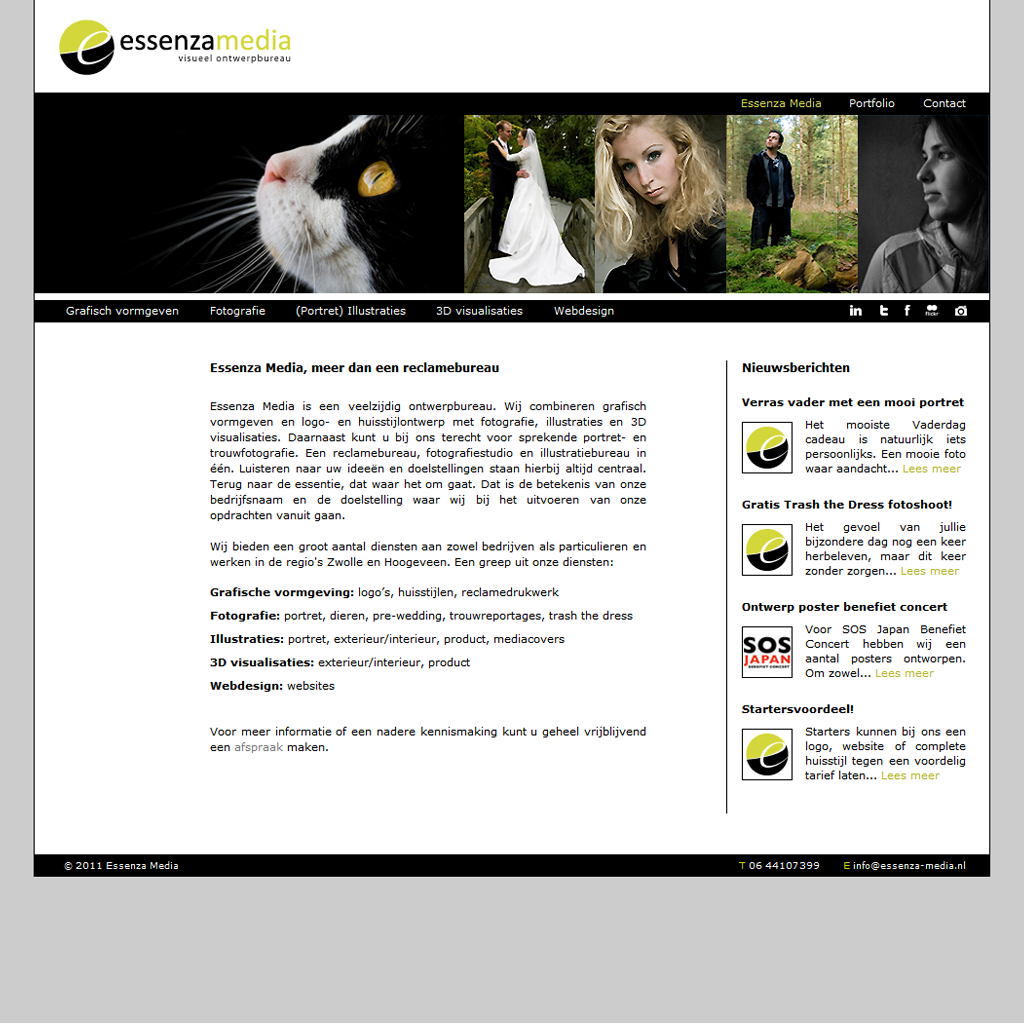 essenzamedia
visueel ontwerpbureau
Essenza Media Portfolio Contact
Grafisch vormgeven Fotografie (Portret) Illustraties 3D visualisaties Webdesign
flickr
Essenza Media, meer dan een reclamebureau
Essenza Media is een veelzijdig ontwerpbureau. Wij combineren grafisch
vormgeven en logo- en huisstijlontwerp met fotografie, illustraties en 3D
visualisaties. Daarnaast kunt u bij ons terecht voor sprekende portret- en
trouwfotografie. Een reclamebureau, fotografiestudio en illustratiebureau in
één. Luisteren naar uw ideeën en doelstellingen staan hierbij altijd centraal.
Terug naar de essentie, dat waar het om gaat. Dat is de betekenis van onze
bedrijfsnaam en de doelstelling waar wij bij het uitvoeren van onze
opdrachten vanuit gaan.
Wij bieden een groot aantal diensten aan zowel bedrijven als particulieren en
werken in de regio's Zwolle en Hoogeveen. Een greep uit onze diensten:
Grafische vormgeving: logo’s, huisstijlen, reclamedrukwerk
Fotografie: portret, dieren, pre-wedding, trouwreportages, trash the dress
Illustraties: portret, exterieur/interieur, product, mediacovers
3D visualisaties: exterieur/interieur, product
Webdesign: websites
Voor meer informatie of een nadere kennismaking kunt u geheel vrijblijvend
een afspraak maken.
Nieuwsberichten
Verras vader met een mooi portret
Het mooiste Vaderdag
cadeau is natuurlijk iets
persoonlijks. Een mooie foto
waar aandacht... Lees meer
Gratis Trash the Dress fotoshoot!
Het gevoel van jullie
bijzondere dag nog een keer
herbeleven, maar dit keer
zonder zorgen... Lees meer
Ontwerp poster benefiet concert
SOS
JAPAN
BENEFIET CONCERT
Voor SOS Japan Benefiet
Concert hebben wij een
aantal posters ontworpen.
Om zowel... Lees meer
Startersvoordeel!
Starters kunnen bij ons een
logo, website of complete
huisstijl tegen een voordelig
tarief laten... Lees meer
© 2011 Essenza Media T 06 44107399 E info@essenza-media.nl